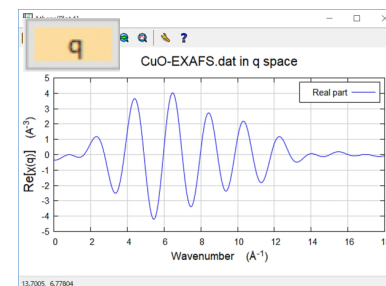 q
?
CuO-EXAFS.dat in q space
Real part
Re[χ(q)] (Å⁻³)
5
4
3
2
1
0
-1
-2
-3
-4
-5
0 2 4 6 8 10 12 14 16
Wavenumber (Å⁻¹)
13.7005, 6.77804